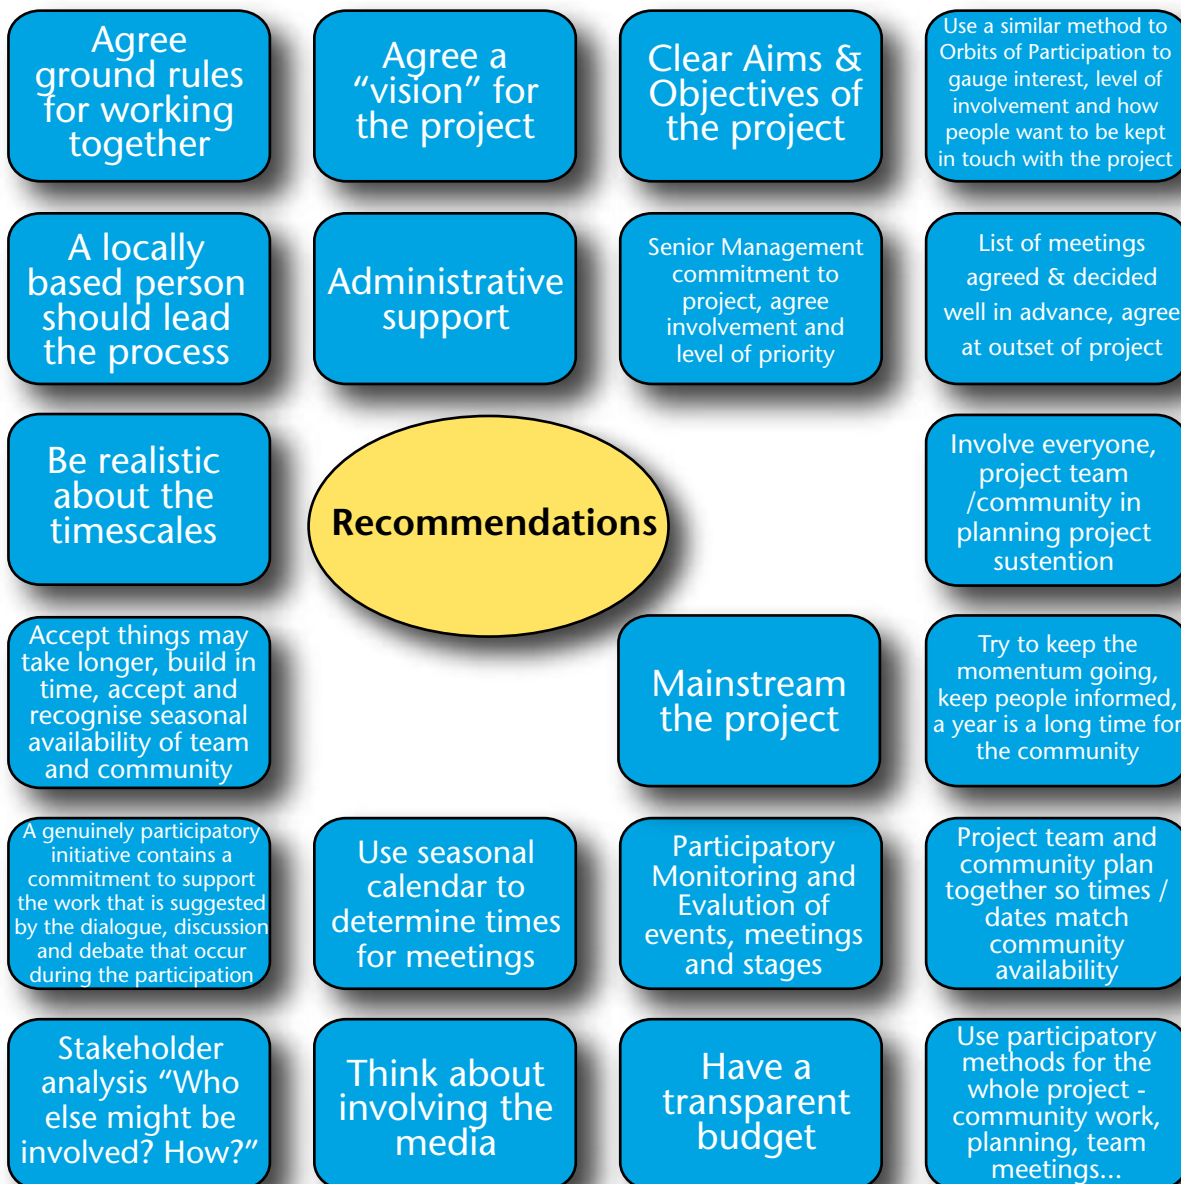 Agree
ground rules
for working
together
Agree a
“vision” for
the project
Clear Aims &
Objectives of
the project
Use a similar method to
Orbits of Participation to
gauge interest, level of
involvement and how
people want to be kept
in touch with the project
A locally
based person
should lead
the process
Administrative
support
Senior Management
commitment to
project, agree
involvement and
level of priority
List of meetings
agreed & decided
well in advance, agree
at outset of project
Be realistic
about the
timescales
Recommendations
Involve everyone,
project team
/community in
planning project
sustention
Accept things may
take longer, build in
time, accept and
recognise seasonal
availability of team
and community
Mainstream
the project
Try to keep the
momentum going,
keep people informed,
a year is a long time for
the community
A genuinely participatory
initiative contains a
commitment to support
the work that is suggested
by the dialogue, discussion
and debate that occur
during the participation
Use seasonal
calendar to
determine times
for meetings
Participatory
Monitoring and
Evalution of
events, meetings
and stages
Project team and
community plan
together so times /
dates match
community
availability
Stakeholder
analysis “Who
else might be
involved? How?”
Think about
involving the
media
Have a
transparent
budget
Use participatory
methods for the
whole project -
community work,
planning, team
meetings...